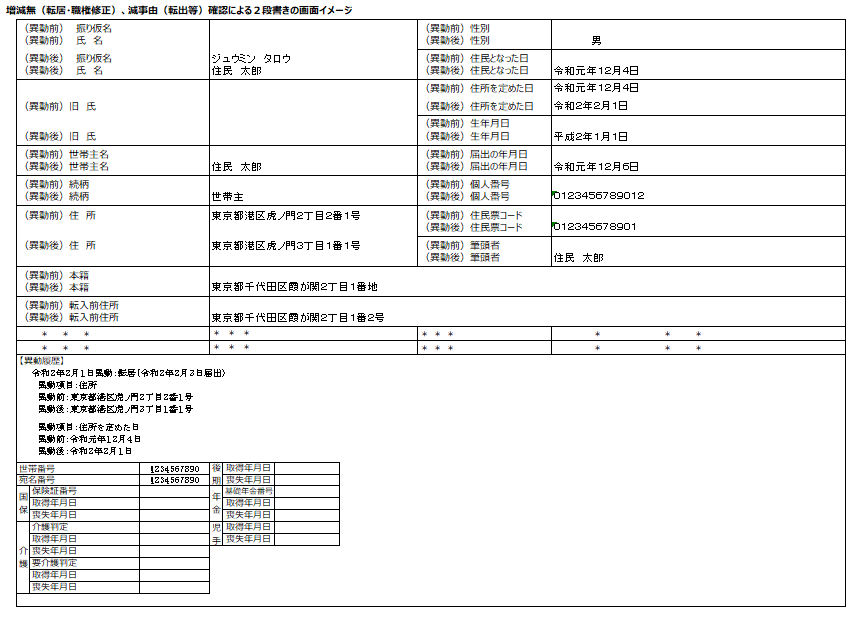 増減無（転居・職権修正）、減事由（転出等）確認による２段書きの画面イメージ
（異動前） 振り仮名
（異動前） 氏 名
（異動後） 振り仮名 ジュウミン タロウ
（異動後） 氏 名 住民 太郎
（異動前） 性別
（異動後） 性別 男
（異動前） 住民となった日
（異動後） 住民となった日 令和元年12月4日
（異動前） 旧 氏
（異動後） 旧 氏
（異動前） 住所を定めた日 令和元年12月4日
（異動後） 住所を定めた日 令和2年2月1日
（異動前） 生年月日
（異動後） 生年月日 平成2年1月1日
（異動前） 世帯主名
（異動後） 世帯主名 住民 太郎
（異動前） 届出の年月日
（異動後） 届出の年月日 令和元年12月6日
（異動前） 続柄
（異動後） 続柄 世帯主
（異動前） 個人番号
（異動後） 個人番号 0123456789012
（異動前） 住 所 東京都港区虎ノ門2丁目2番1号
（異動後） 住 所 東京都港区虎ノ門3丁目1番1号
（異動前） 住民票コード
（異動後） 住民票コード 012345678901
（異動前） 筆頭者
（異動後） 筆頭者 住民 太郎
（異動前） 本籍
（異動後） 本籍 東京都千代田区霞が関2丁目1番地
（異動前） 転入前住所
（異動後） 転入前住所 東京都千代田区霞が関2丁目1番2号
＊ ＊ ＊ ＊ ＊ ＊ ＊ ＊ ＊ ＊ ＊ ＊
＊ ＊ ＊ ＊ ＊ ＊ ＊ ＊ ＊ ＊ ＊ ＊
【異動履歴】
令和2年2月1日異動：転居（令和2年2月3日届出）
異動項目：住所
異動前：東京都港区虎ノ門2丁目2番1号
異動後：東京都港区虎ノ門3丁目1番1号
異動項目：住所を定めた日
異動前：令和元年12月4日
異動後：令和2年2月1日
世帯番号 1234567890
宛名番号 1234567890
国保
保険証番号
取得年月日
喪失年月日
介護
介護判定
取得年月日
喪失年月日
要介護判定
取得年月日
喪失年月日
後期
取得年月日
喪失年月日
年金
基礎年金番号
取得年月日
喪失年月日
児手
取得年月日
喪失年月日